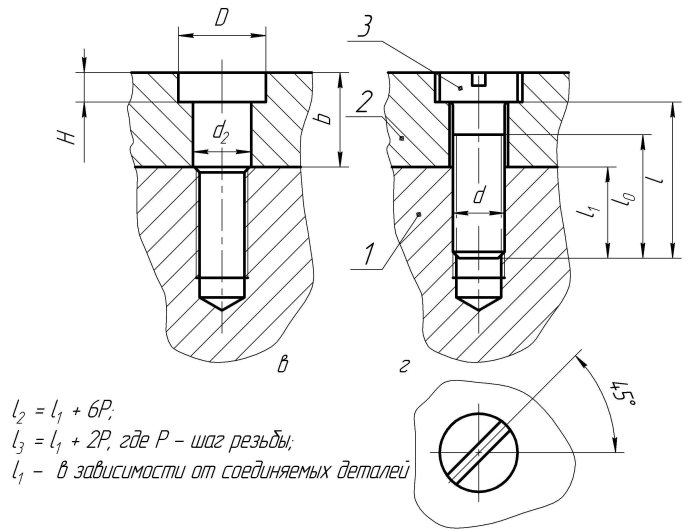 D
3
H
d2
b
2
d
l1
l0
l
1
в
г
45°
l2 = l1 + 6P;
l3 = l1 + 2P, где P – шаг резьбы;
l1 – в зависимости от соединяемых деталей